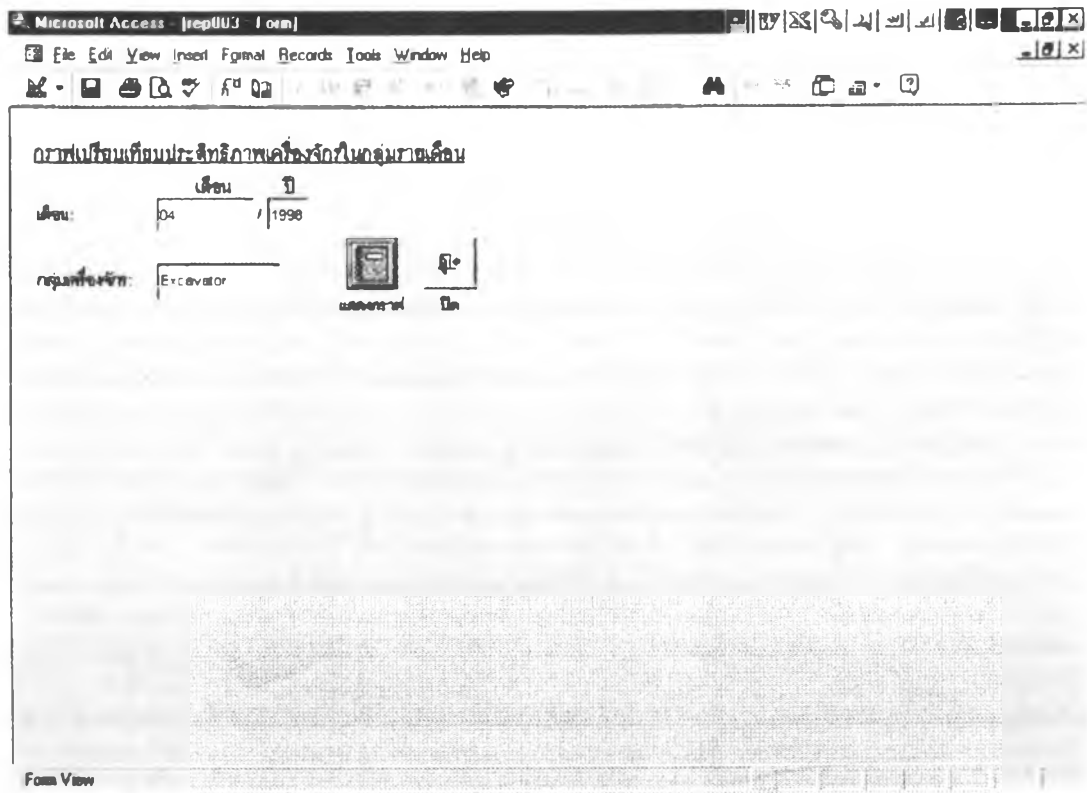 Microsoft Access - [rep003 : Form]
File Edit View Insert Format Records Tools Window Help
กราฟเปรียบเทียบประสิทธิภาพเครื่องจักรในกลุ่มรายเดือน
เดือน ปี
เดือน: 04 / 1998
กลุ่มเครื่องจักร: Excavator
แสดงกราฟ ปิด
Form View